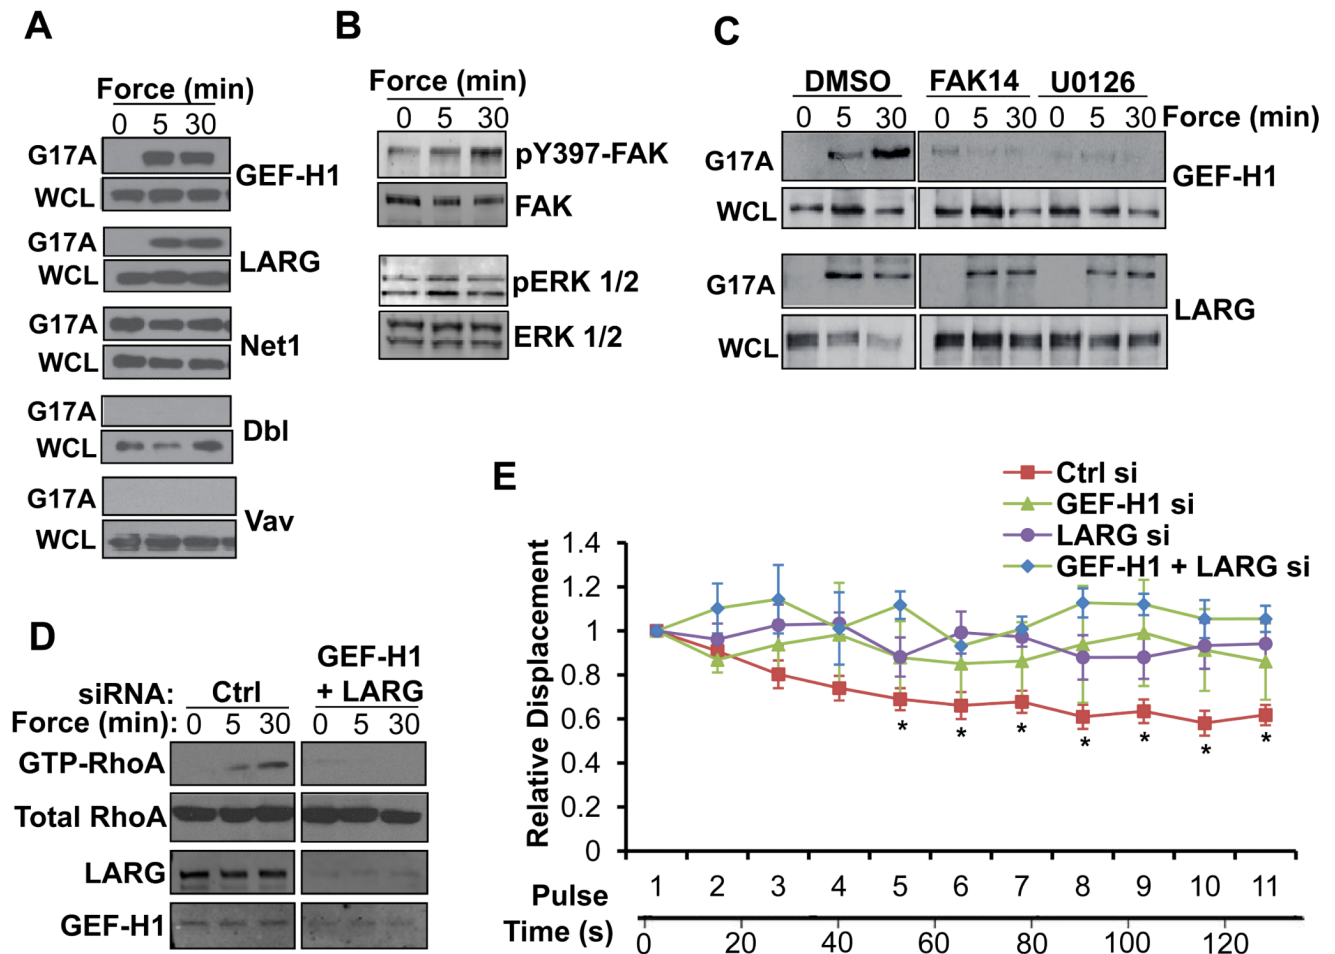 A
Force (min)
0 5 30
G17A
WCL
GEF-H1
G17A
WCL
LARG
G17A
WCL
Net1
G17A
WCL
Dbl
G17A
WCL
Vav
B
Force (min)
0 5 30
pY397-FAK
FAK
pERK 1/2
ERK 1/2
C
DMSO FAK14 U0126
0 5 30 0 5 30 0 5 30 Force (min)
G17A
WCL
GEF-H1
G17A
WCL
LARG
D
siRNA: Ctrl GEF-H1
+ LARG
Force (min): 0 5 30 0 5 30
GTP-RhoA
Total RhoA
LARG
GEF-H1
E
Ctrl si
GEF-H1 si
LARG si
GEF-H1 + LARG si
Relative Displacement
1.4
1.2
1
0.8
0.6
0.4
0.2
0
* * * * * * *
Pulse 1 2 3 4 5 6 7 8 9 10 11
Time (s) 0 20 40 60 80 100 120